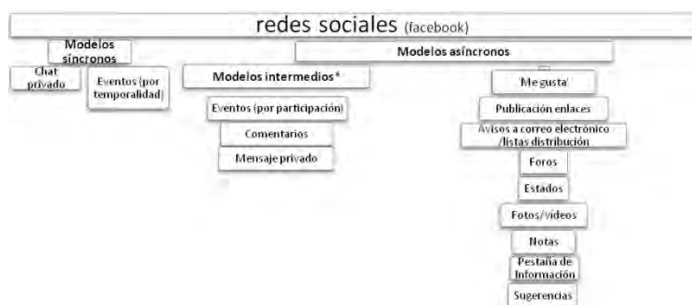 redes sociales (facebook)
Modelos
síncronos
Modelos asíncronos
Chat
privado
Eventos (por
temporalidad)
Modelos intermedios*
Eventos (por participación)
Comentarios
Mensaje privado
'Me gusta'
Publicación enlaces
Avisos a correo electrónico
/listas distribución
Foros
Estados
Fotos/vídeos
Notas
Pestaña de
Información
Sugerencias